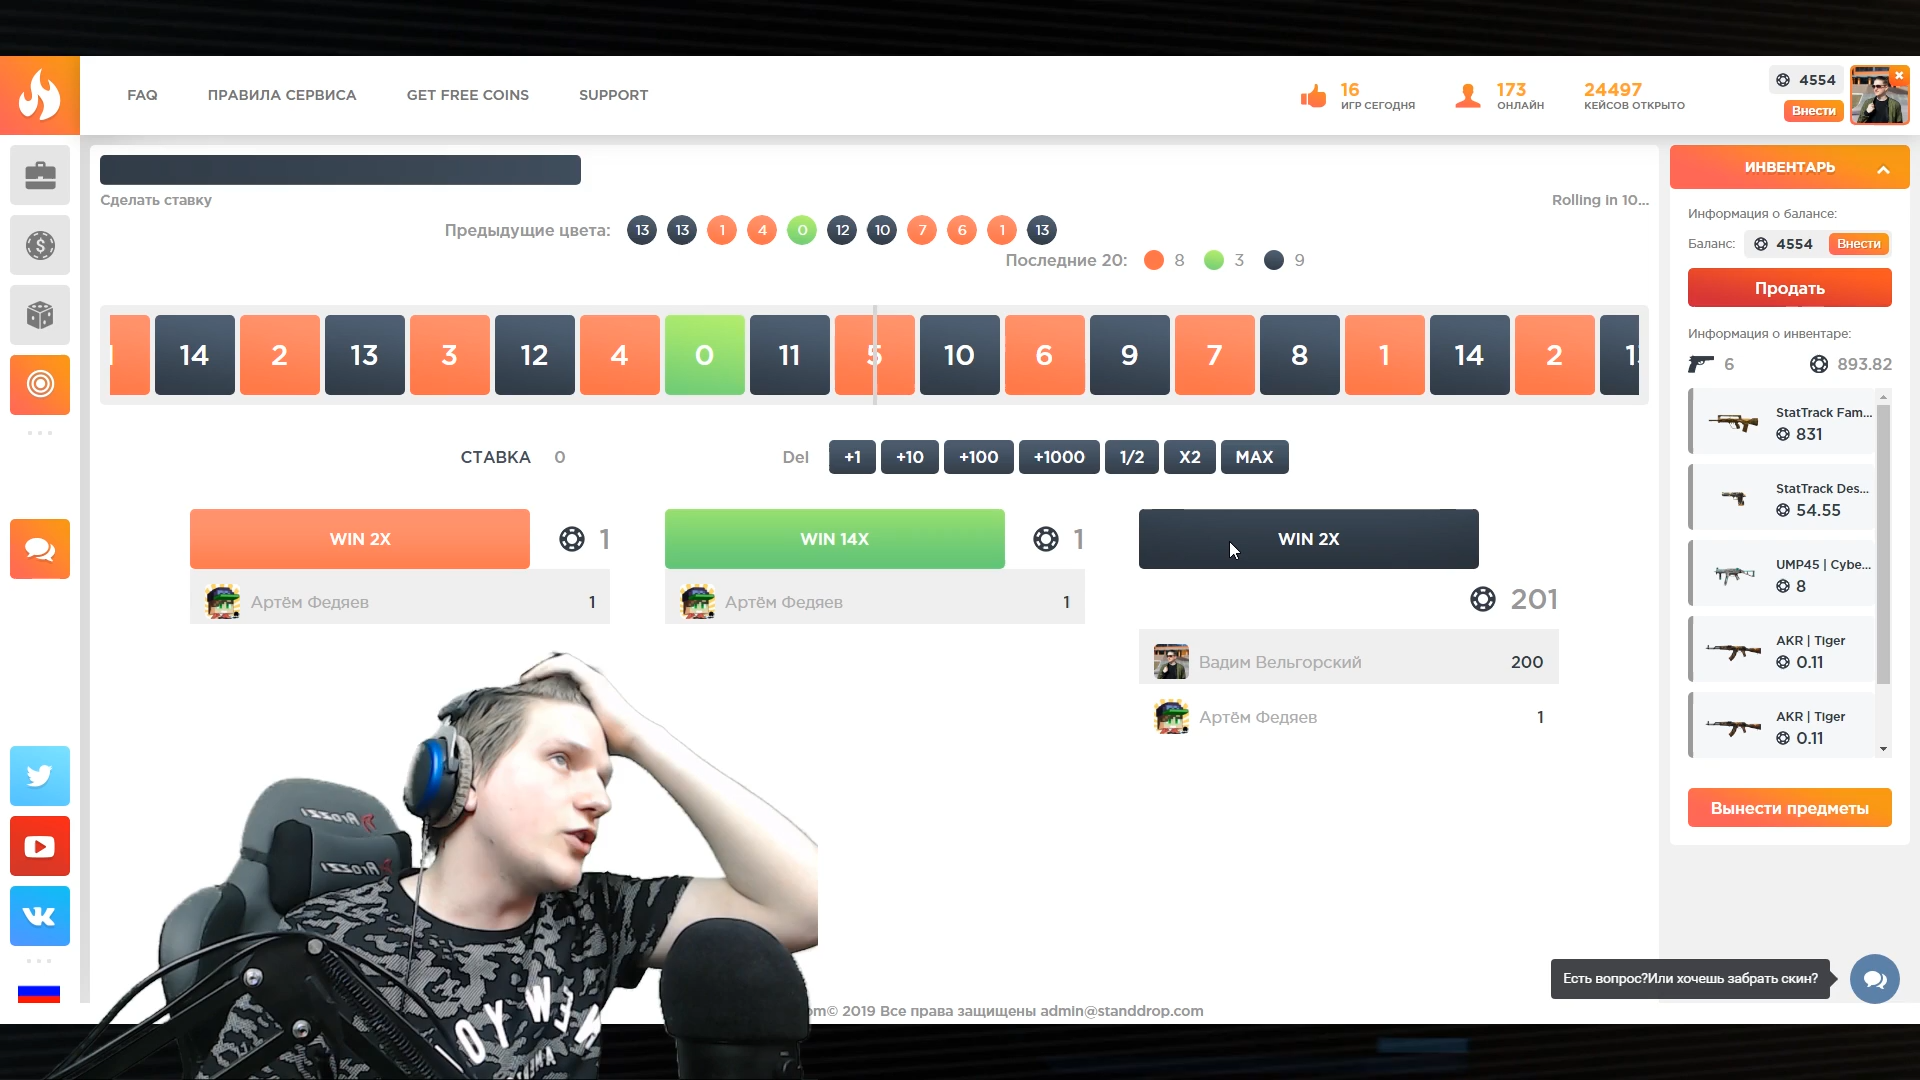 FAQ
ПРАВИЛА СЕРВИСА
GET FREE COINS
SUPPORT
16
ИГР СЕГОДНЯ
173
ОНЛАЙН
24497
КЕЙСОВ ОТКРЫТО
4554
Внести
Сделать ставку
Rolling in 10...
Предыдущие цвета: 13 13 1 4 0 12 10 7 6 1 13
Последние 20: 8 3 9
14 2 13 3 12 4 0 11 5 10 6 9 7 8 1 14 2
СТАВКА 0
Del +1 +10 +100 +1000 1/2 X2 MAX
WIN 2X 1
Артём Федяев 1
WIN 14X 1
Артём Федяев 1
WIN 2X
201
Вадим Вельгорский 200
Артём Федяев 1
ИНВЕНТАРЬ
Информация о балансе:
Баланс: 4554 Внести
Продать
Информация о инвентаре:
6 893.82
StatTrack Fam...
831
StatTrack Des...
54.55
UMP45 | Cybe...
8
AKR | Tiger
0.11
AKR | Tiger
0.11
Вынести предметы
Есть вопрос?Или хочешь забрать скин?
om© 2019 Все права защищены admin@standdrop.com